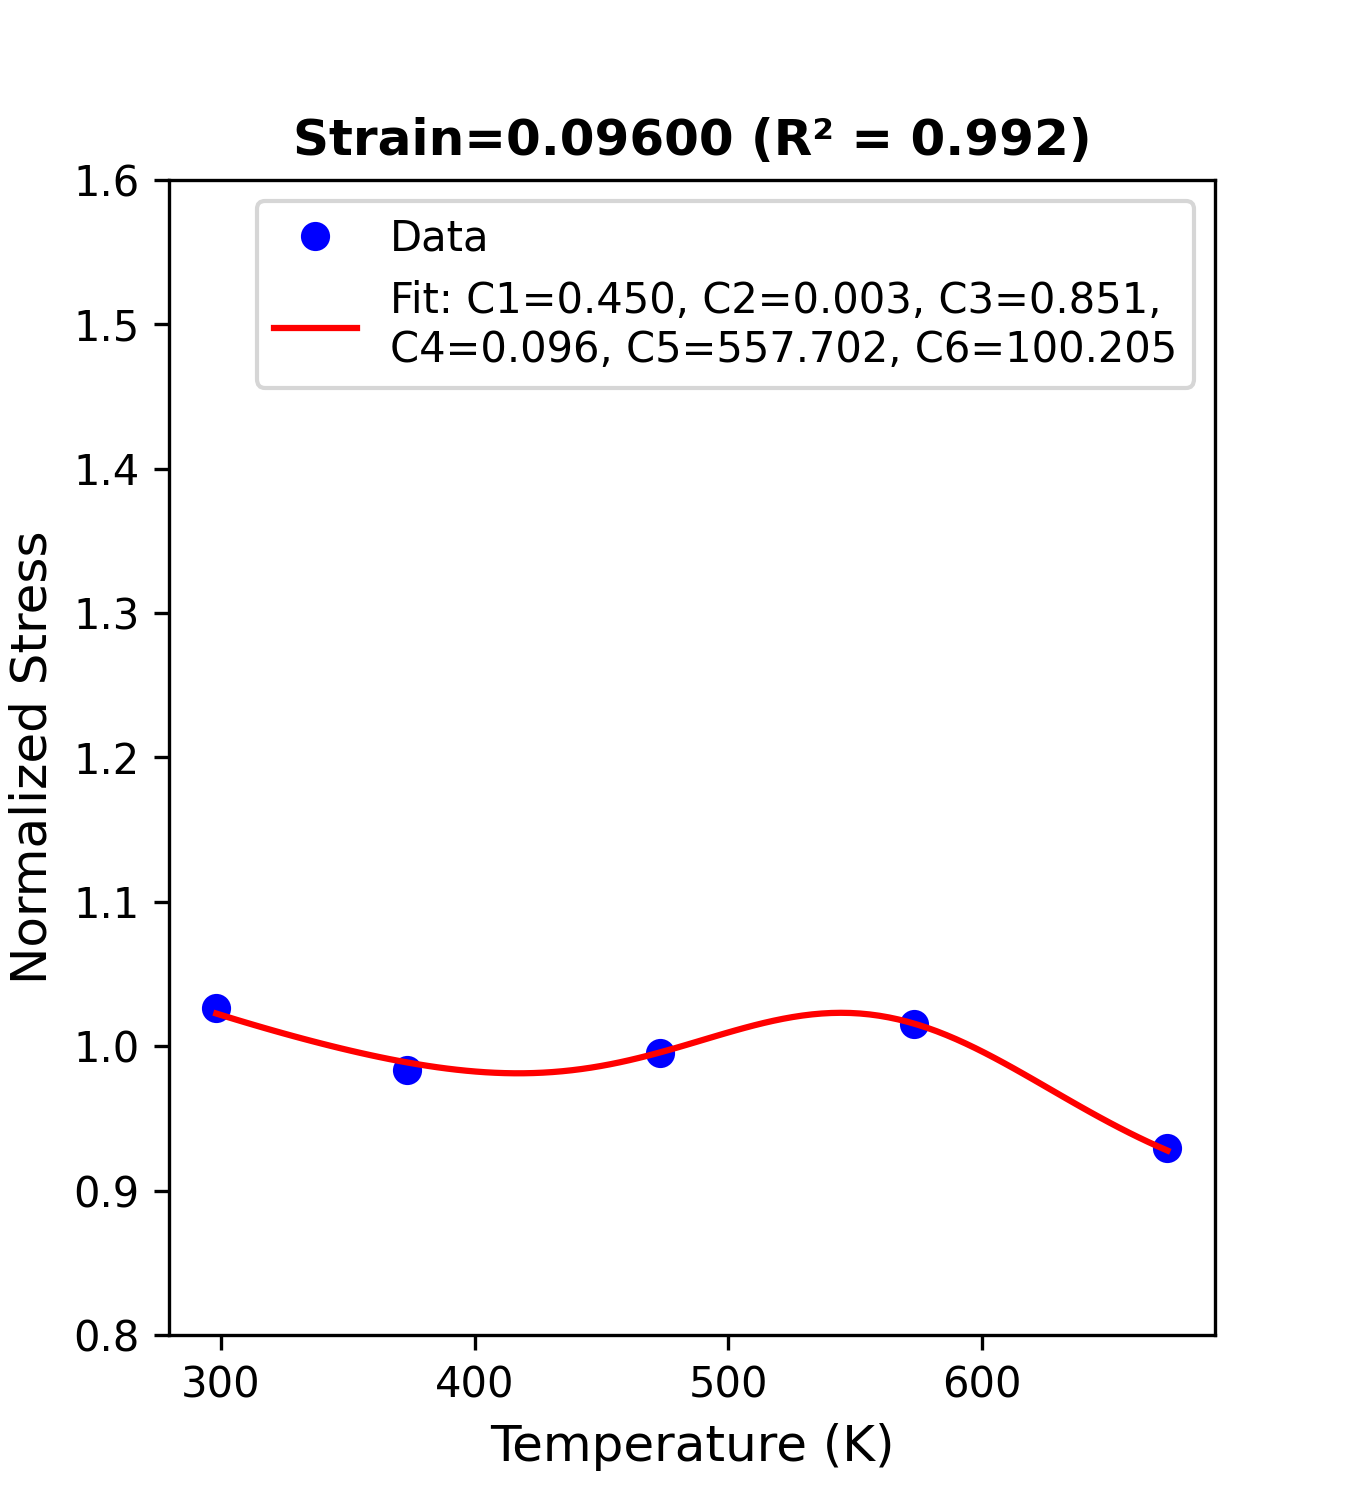 Strain=0.09600 (R² = 0.992)
Data
Fit: C1=0.450, C2=0.003, C3=0.851,
C4=0.096, C5=557.702, C6=100.205
Normalized Stress
1.6
1.5
1.4
1.3
1.2
1.1
1.0
0.9
0.8
300 400 500 600
Temperature (K)